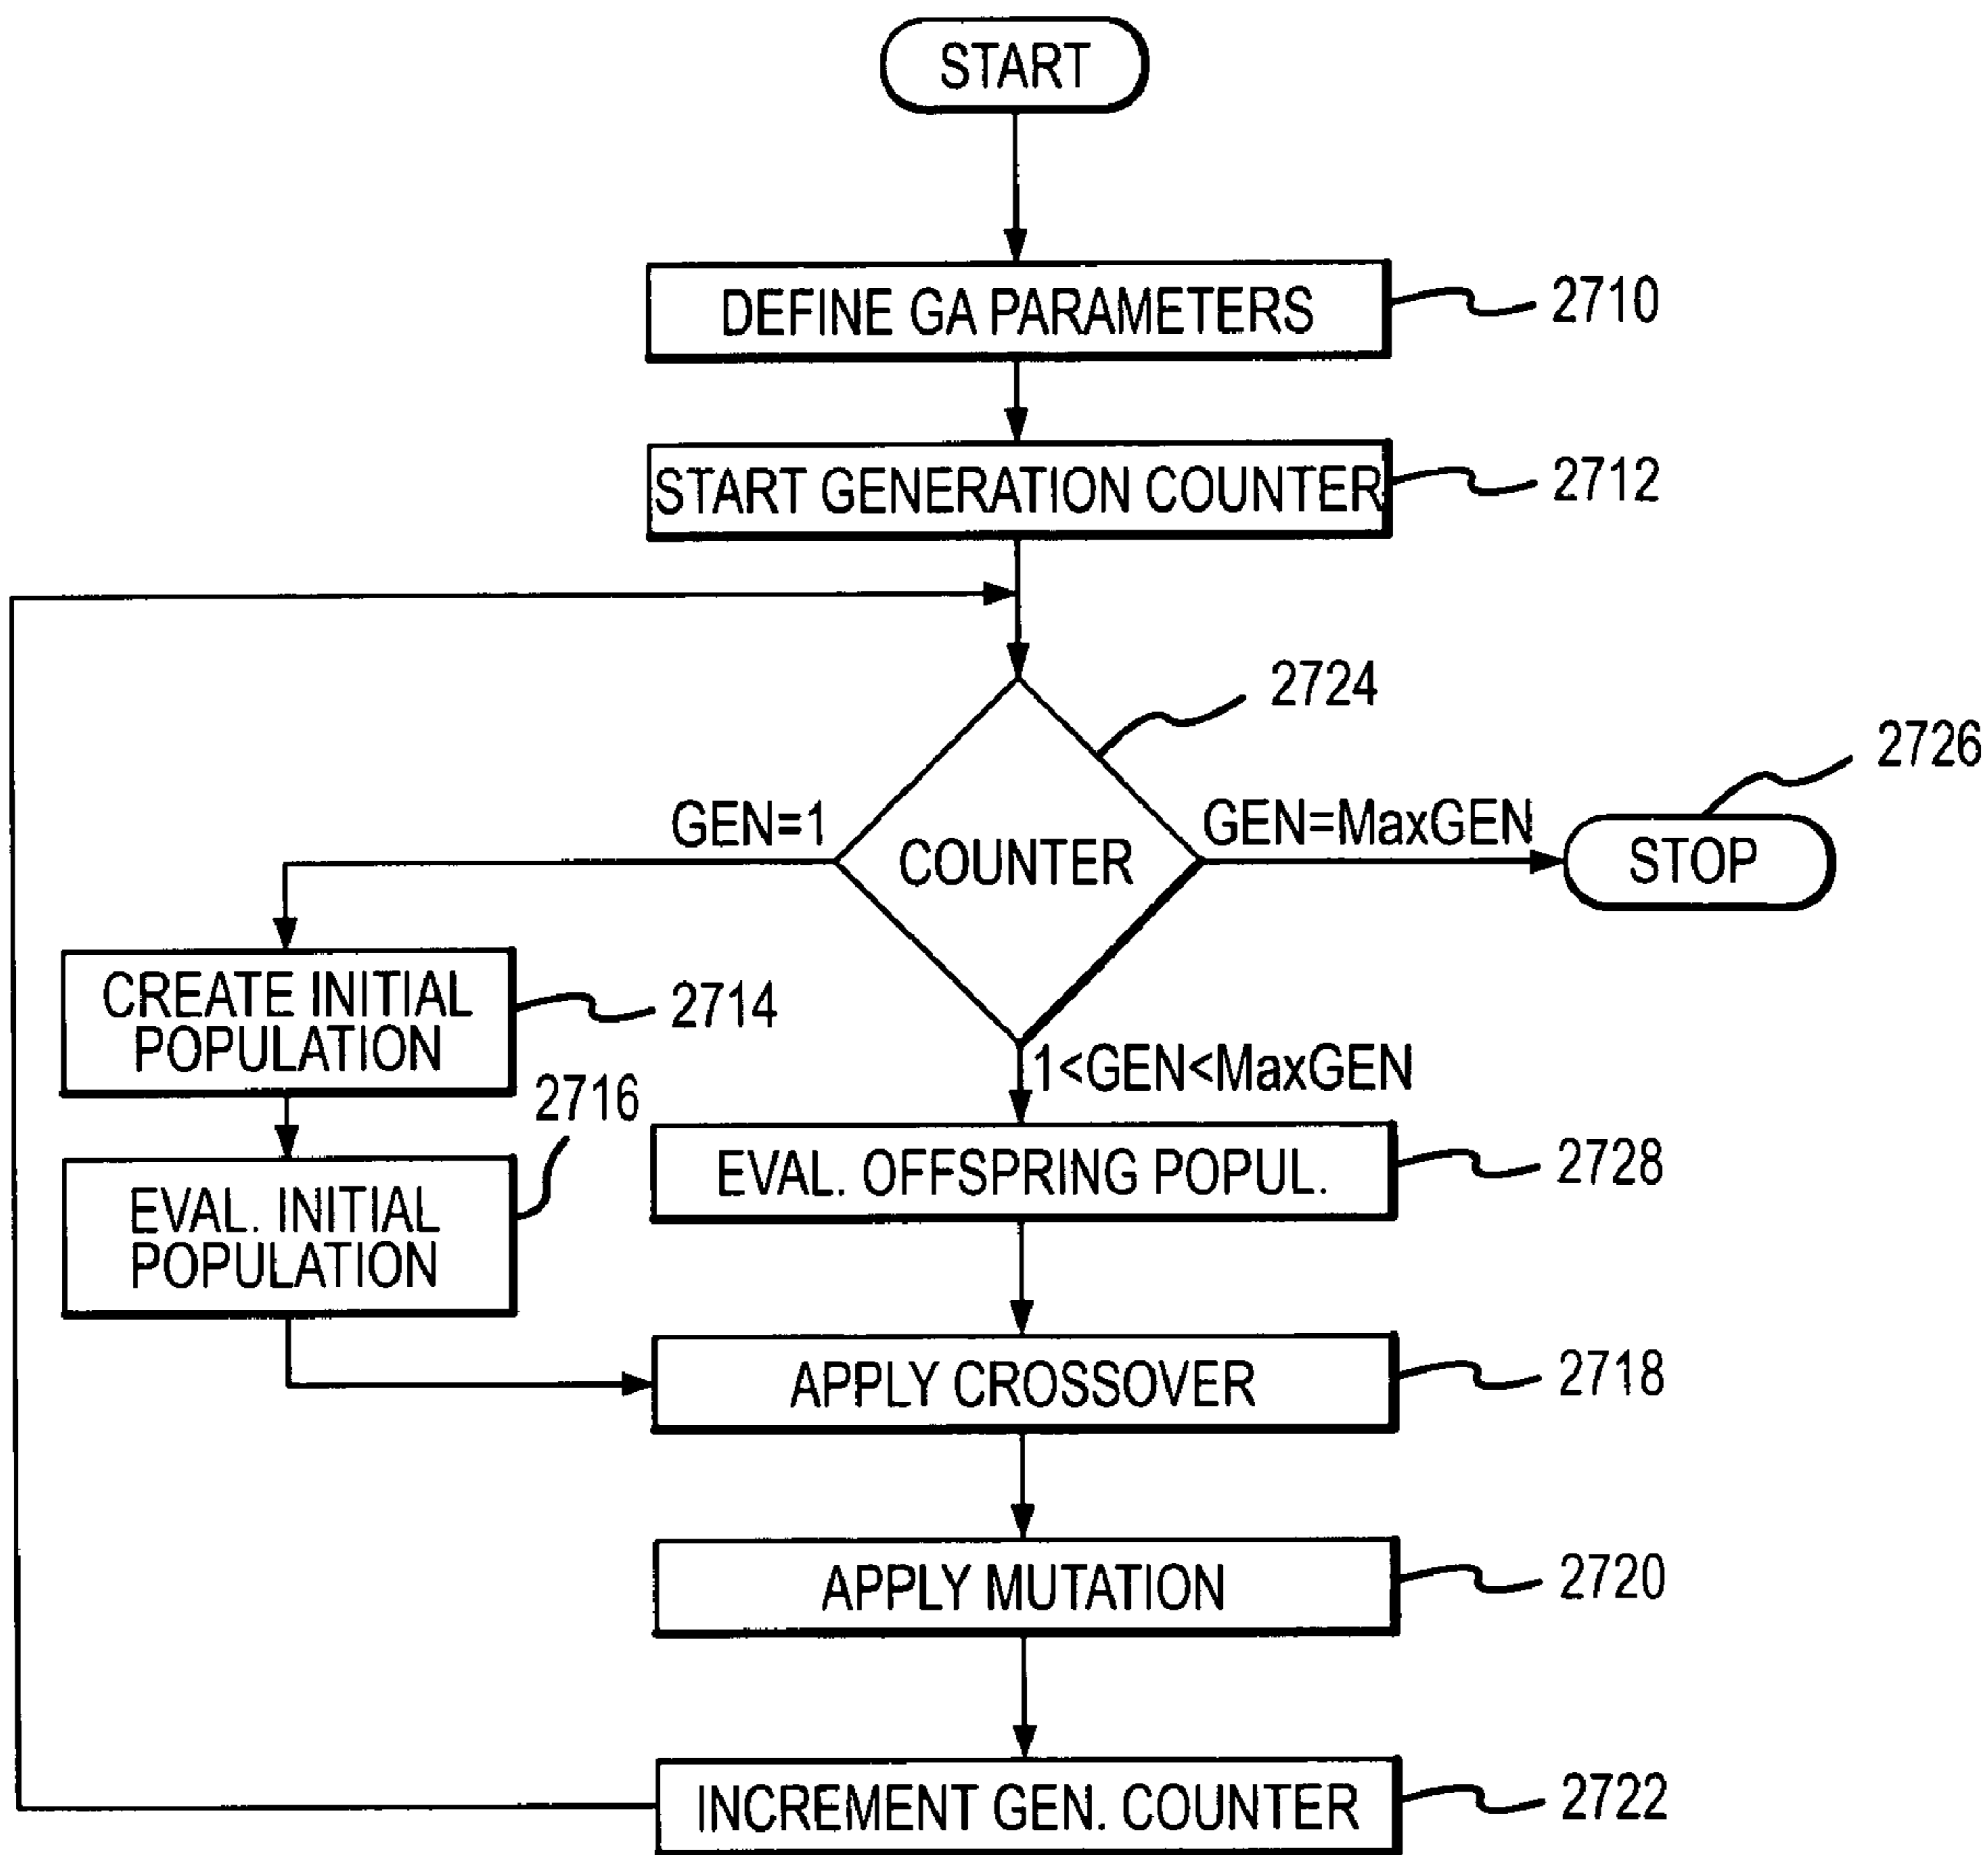 START
DEFINE GA PARAMETERS
2710
START GENERATION COUNTER
2712
2724
2726
GEN=1
COUNTER
GEN=MaxGEN
STOP
CREATE INITIAL
POPULATION
2714
1<GEN<MaxGEN
2716
EVAL. INITIAL
POPULATION
EVAL. OFFSPRING POPUL.
2728
APPLY CROSSOVER
2718
APPLY MUTATION
2720
INCREMENT GEN. COUNTER
2722